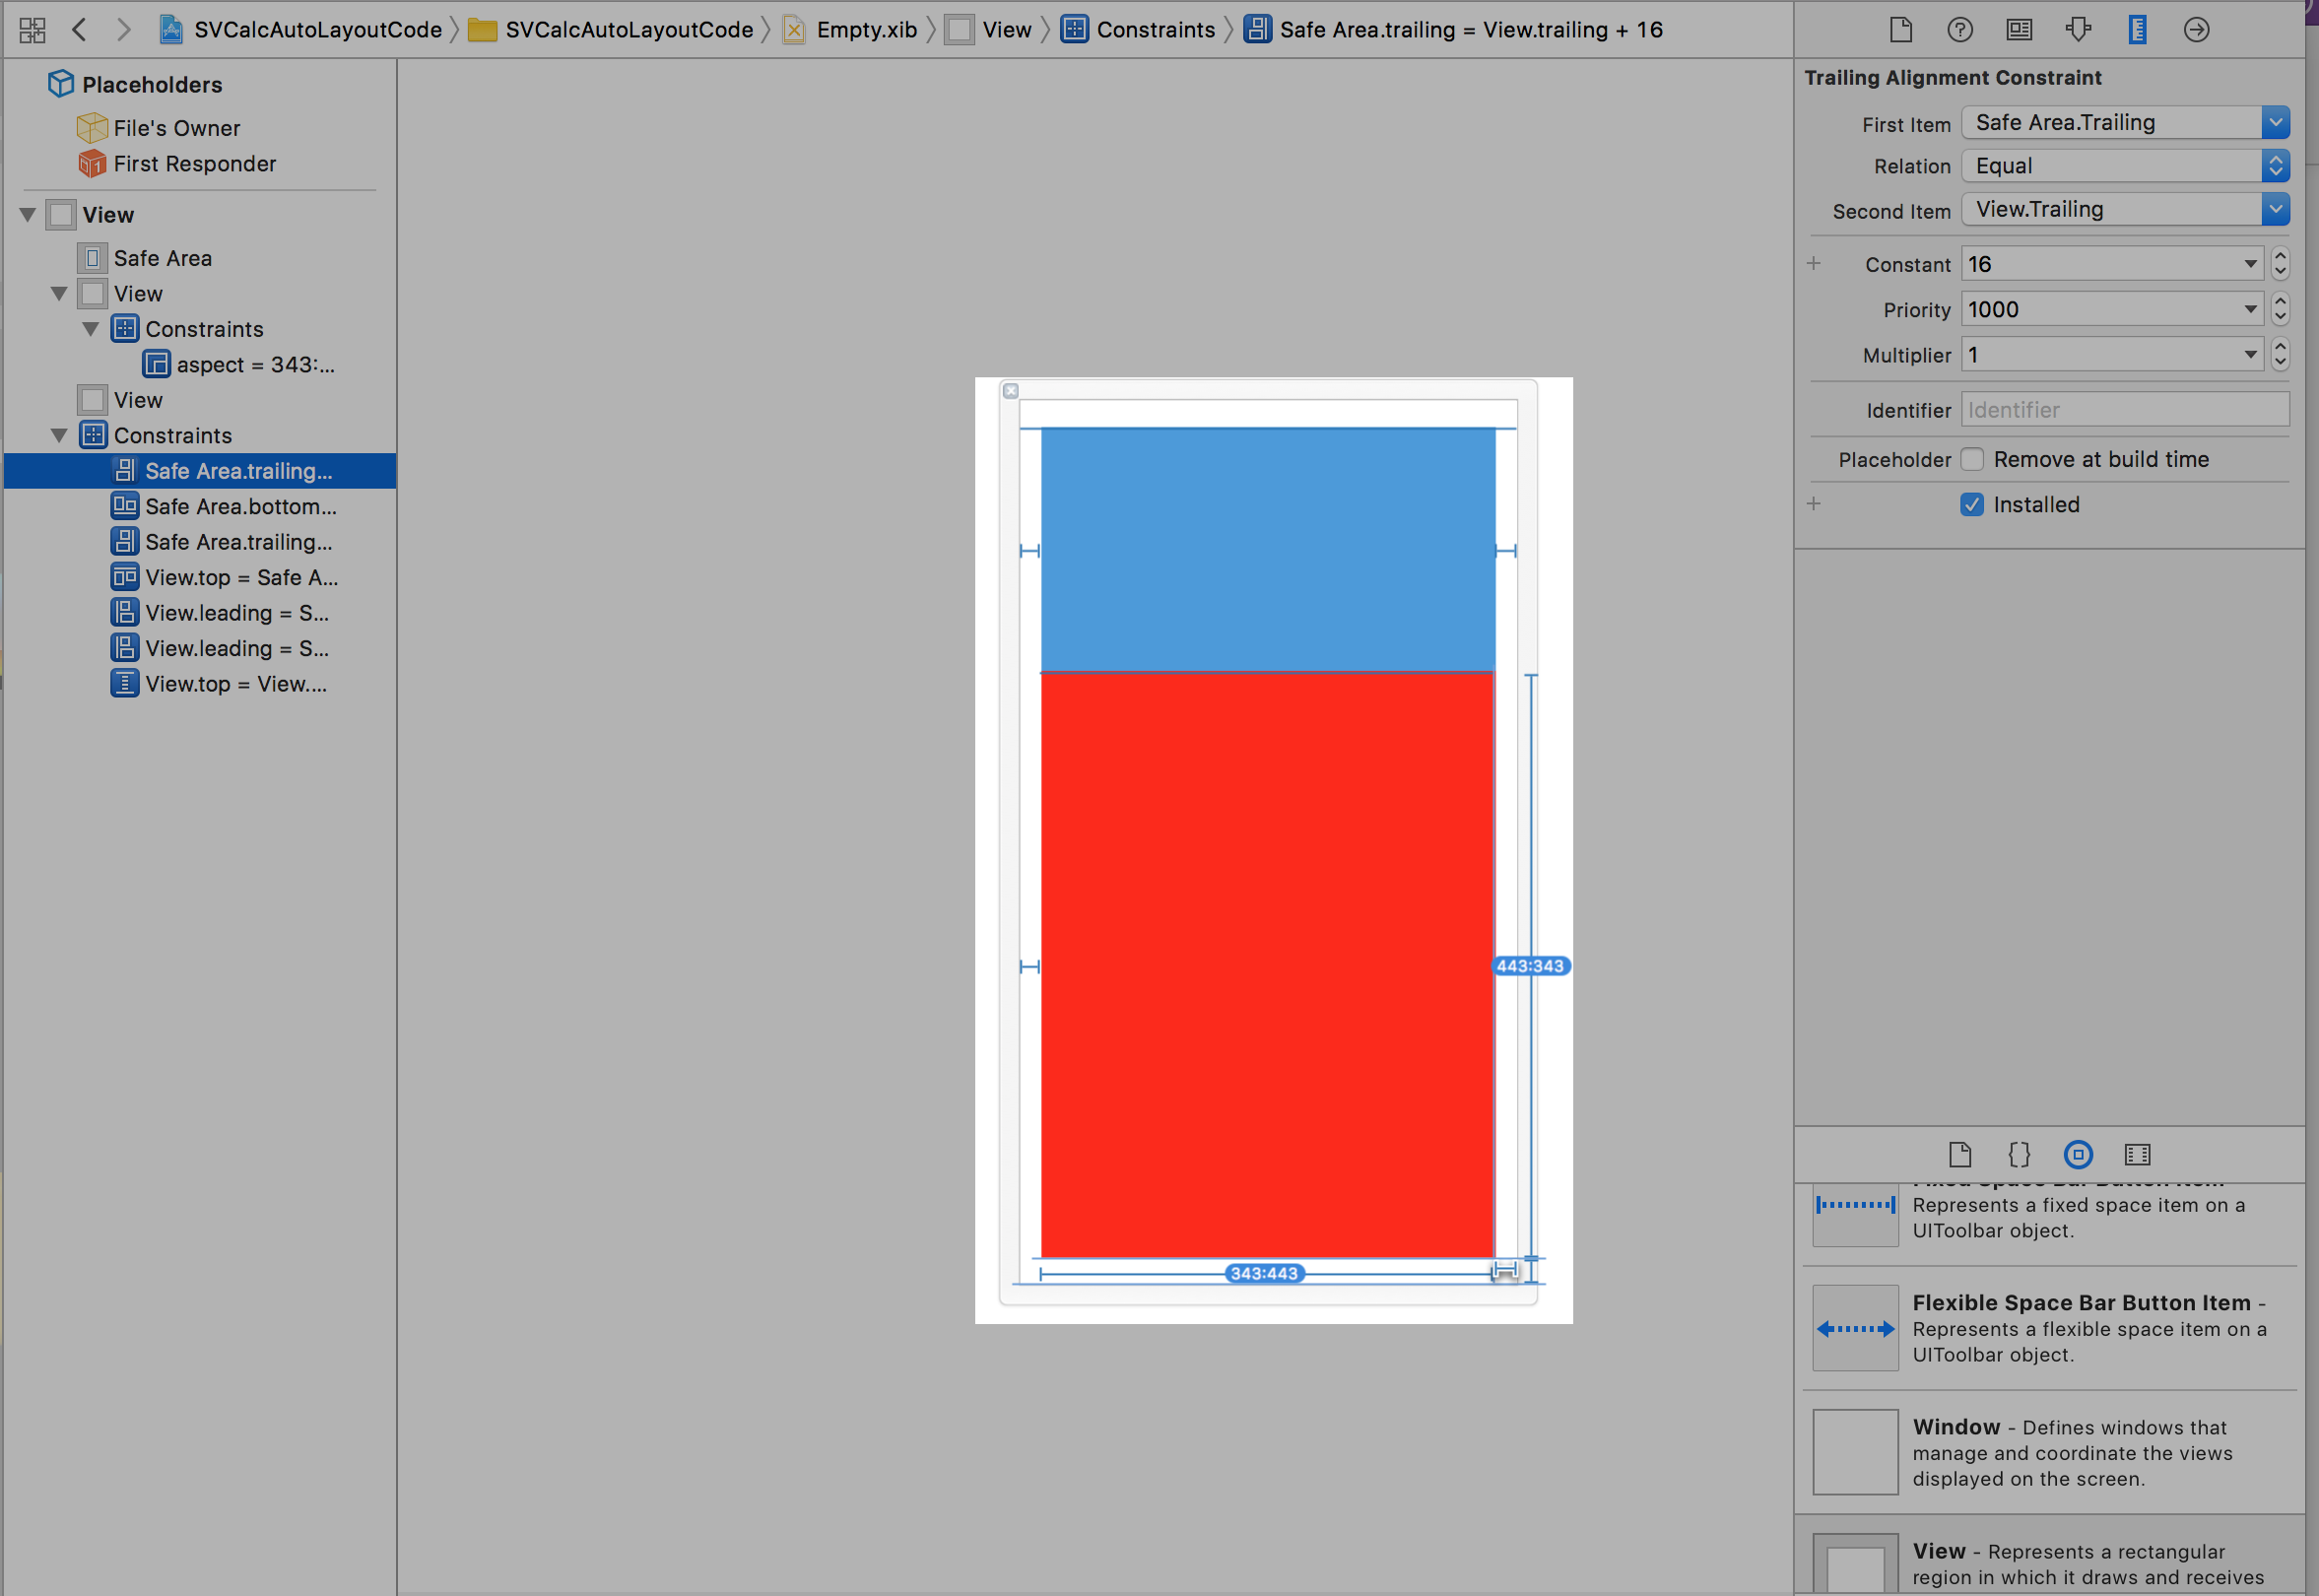 SVCalcAutoLayoutCode SVCalcAutoLayoutCode Empty.xib View Constraints Safe Area.trailing = View.trailing + 16
Placeholders
File's Owner
First Responder
View
Safe Area
View
Constraints
aspect = 343:...
View
Constraints
Safe Area.trailing...
Safe Area.bottom...
Safe Area.trailing...
View.top = Safe A...
View.leading = S...
View.leading = S...
View.top = View....
443:343
343:443
Trailing Alignment Constraint
First Item Safe Area.Trailing
Relation Equal
Second Item View.Trailing
Constant 16
Priority 1000
Multiplier 1
Identifier Identifier
Placeholder Remove at build time
Installed
Fixed Space Bar Button Item
Represents a fixed space item on a
UIToolbar object.
Flexible Space Bar Button Item -
Represents a flexible space item on a
UIToolbar object.
Window - Defines windows that
manage and coordinate the views
displayed on the screen.
View - Represents a rectangular
region in which it draws and receives